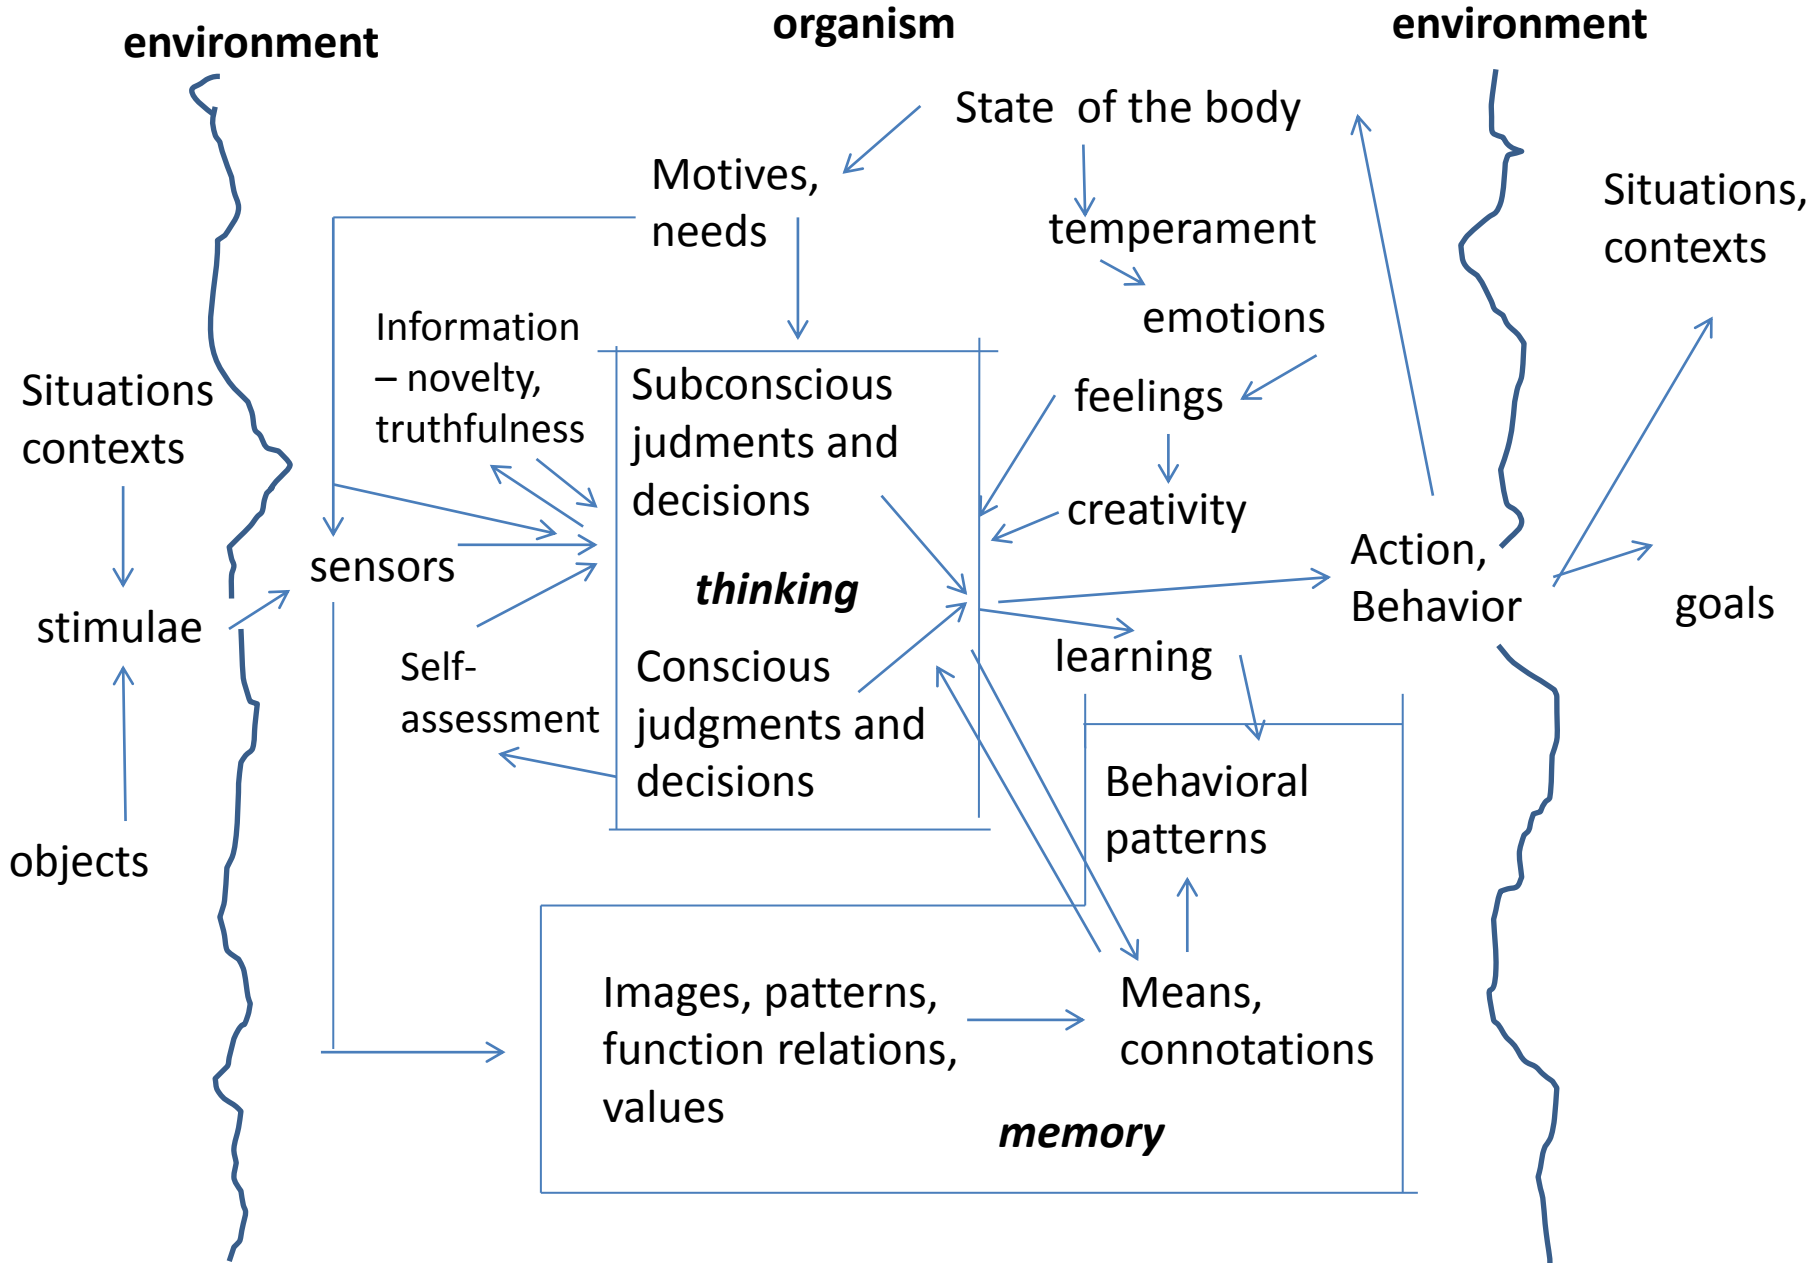 environment
organism
environment
State  of the body
Motives,
needs
temperament
Situations,
contexts
emotions
Information
– novelty,
truthfulness
Situations
contexts
Subconscious
judments and
decisions
feelings
creativity
sensors
thinking
Action,
Behavior
stimulae
goals
learning
Self-
assessment
Conscious
judgments and
decisions
Behavioral
patterns
objects
Images, patterns,
function relations,
values
Means,
connotations
memory